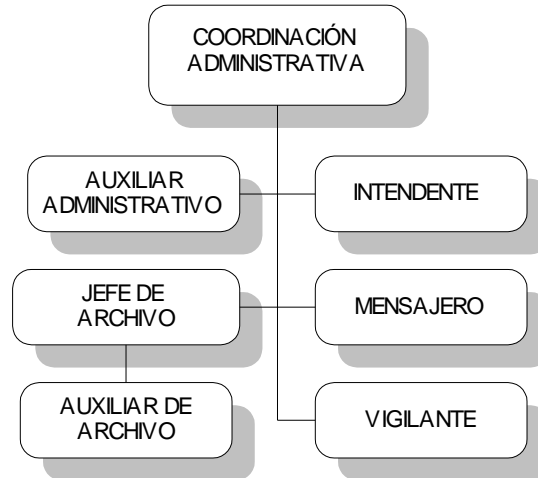 COORDINACIÓN
ADMINISTRATIVA
AUXILIAR
ADMINISTRATIVO
INTENDENTE
JEFE DE
ARCHIVO
MENSAJERO
AUXILIAR DE
ARCHIVO
VIGILANTE